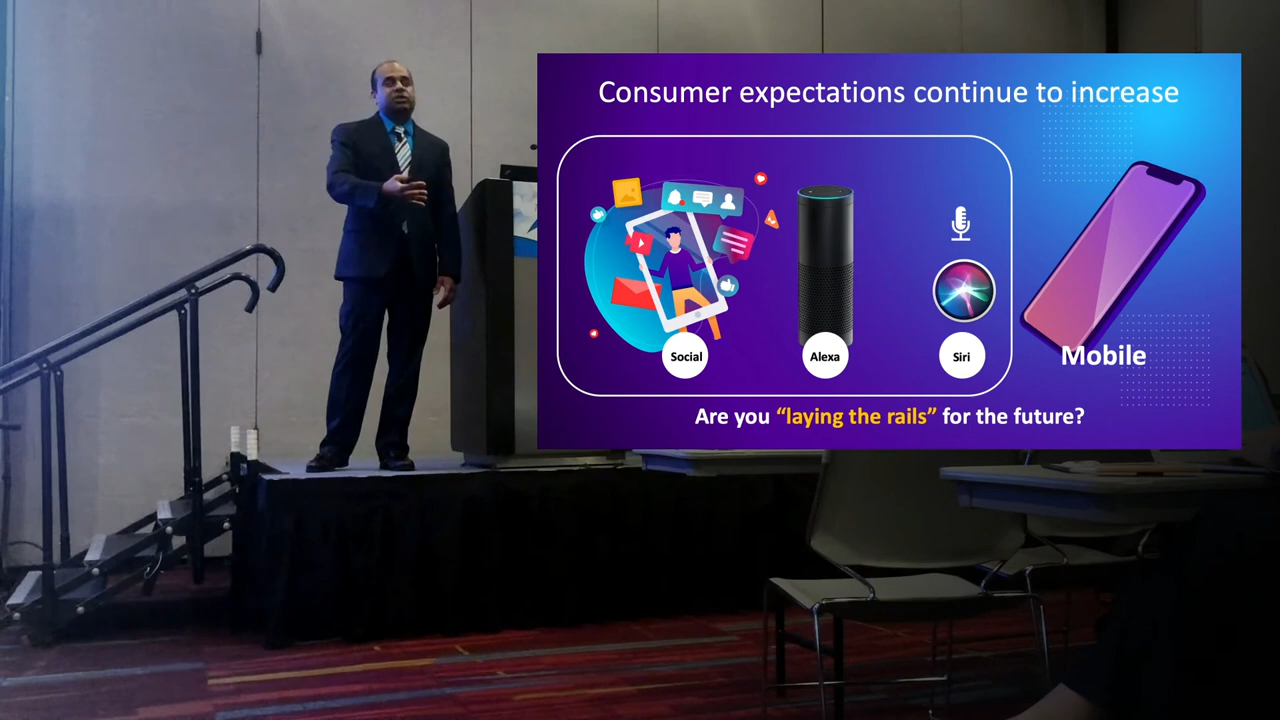 Consumer expectations continue to increase
Social
Alexa
Siri
Mobile
Are you “laying the rails” for the future?